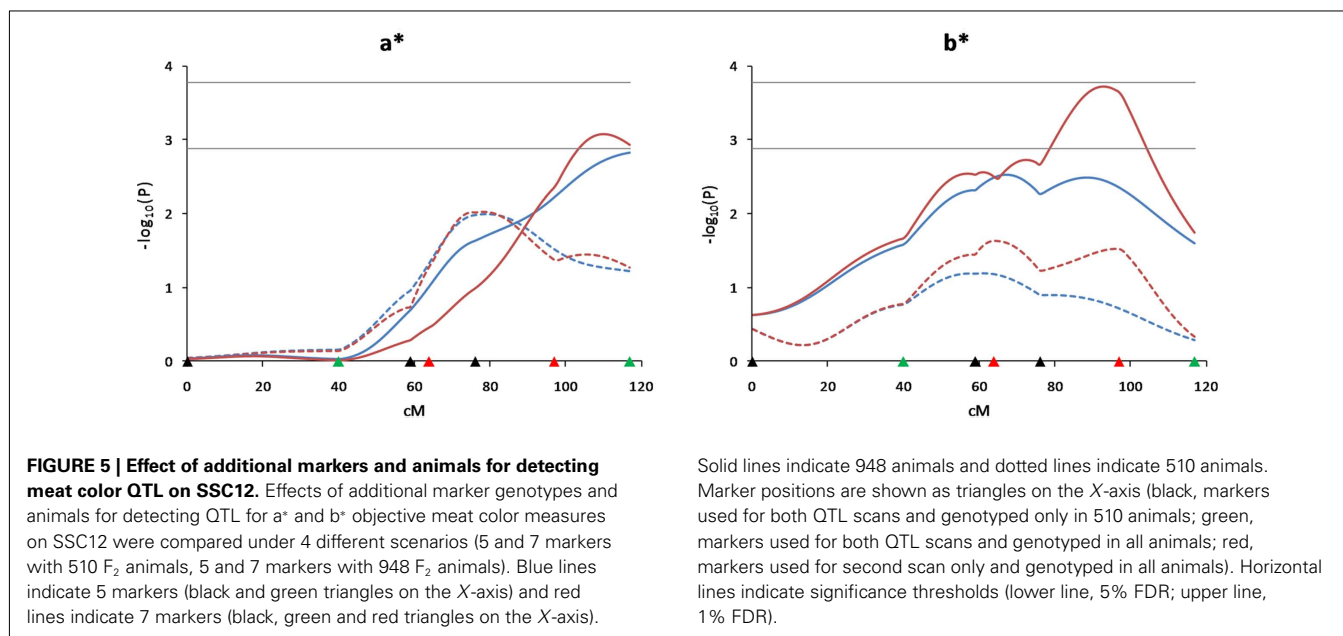 a*
4
3
2
1
0
-log10(P)
0 20 40 60 80 100 120
cM
b*
4
3
2
1
0
-log10(P)
0 20 40 60 80 100 120
cM
FIGURE 5 | Effect of additional markers and animals for detecting
meat color QTL on SSC12. Effects of additional marker genotypes and
animals for detecting QTL for a* and b* objective meat color measures
on SSC12 were compared under 4 different scenarios (5 and 7 markers
with 510 F2 animals, 5 and 7 markers with 948 F2 animals). Blue lines
indicate 5 markers (black and green triangles on the X-axis) and red
lines indicate 7 markers (black, green and red triangles on the X-axis).
Solid lines indicate 948 animals and dotted lines indicate 510 animals.
Marker positions are shown as triangles on the X-axis (black, markers
used for both QTL scans and genotyped only in 510 animals; green,
markers used for both QTL scans and genotyped in all animals; red,
markers used for second scan only and genotyped in all animals). Horizontal
lines indicate significance thresholds (lower line, 5% FDR; upper line,
1% FDR).